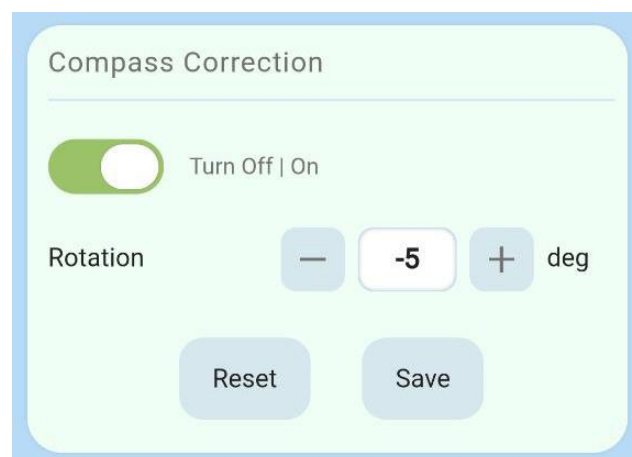 Compass Correction
Turn Off | On
Rotation
-5
deg
Reset
Save